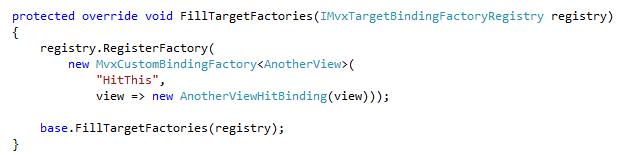 protected override void FillTargetFactories(IMvxTargetBindingFactoryRegistry registry)
{
    registry.RegisterFactory(
        new MvxCustomBindingFactory<AnotherView>(
            "HitThis",
            view => new AnotherViewHitBinding(view)));
    base.FillTargetFactories(registry);
}